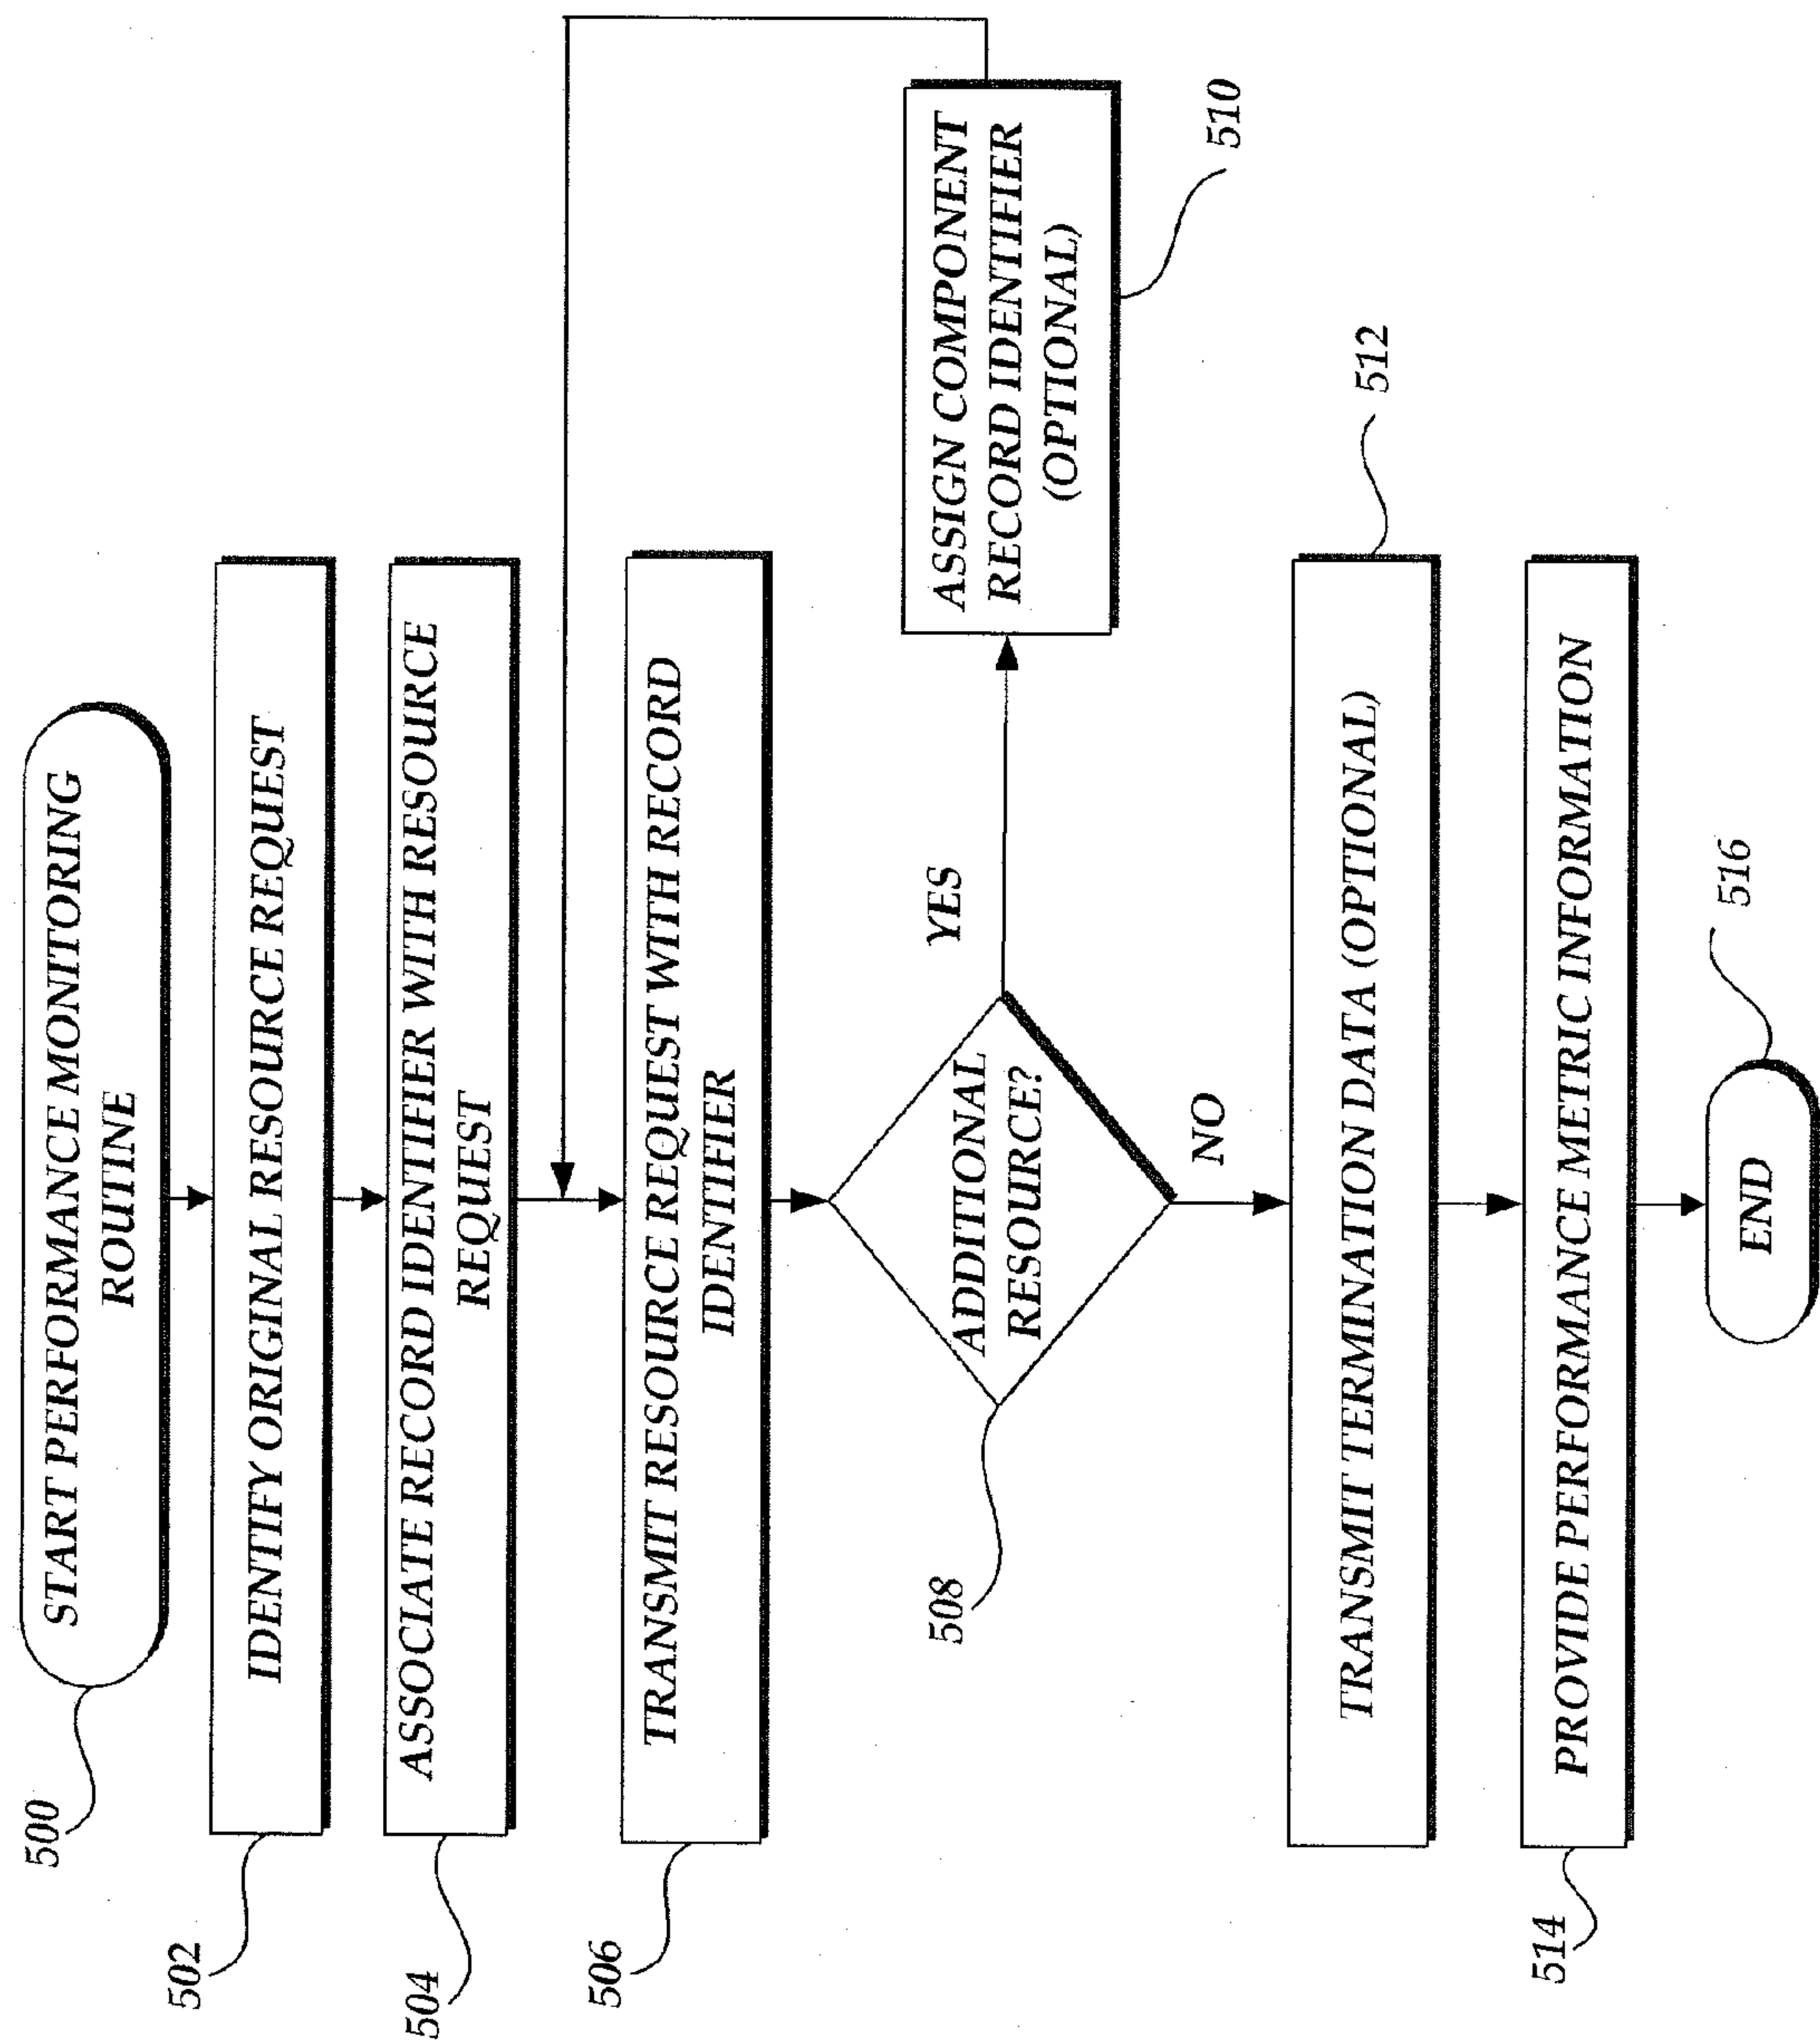 START PERFORMANCE MONITORING
ROUTINE
500
IDENTIFY ORIGINAL RESOURCE REQUEST
502
ASSOCIATE RECORD IDENTIFIER WITH RESOURCE
REQUEST
504
TRANSMIT RESOURCE REQUEST WITH RECORD
IDENTIFIER
506
ADDITIONAL
RESOURCE?
508
YES
ASSIGN COMPONENT
RECORD IDENTIFIER
(OPTIONAL)
510
NO
TRANSMIT TERMINATION DATA (OPTIONAL)
512
PROVIDE PERFORMANCE METRIC INFORMATION
514
END
516